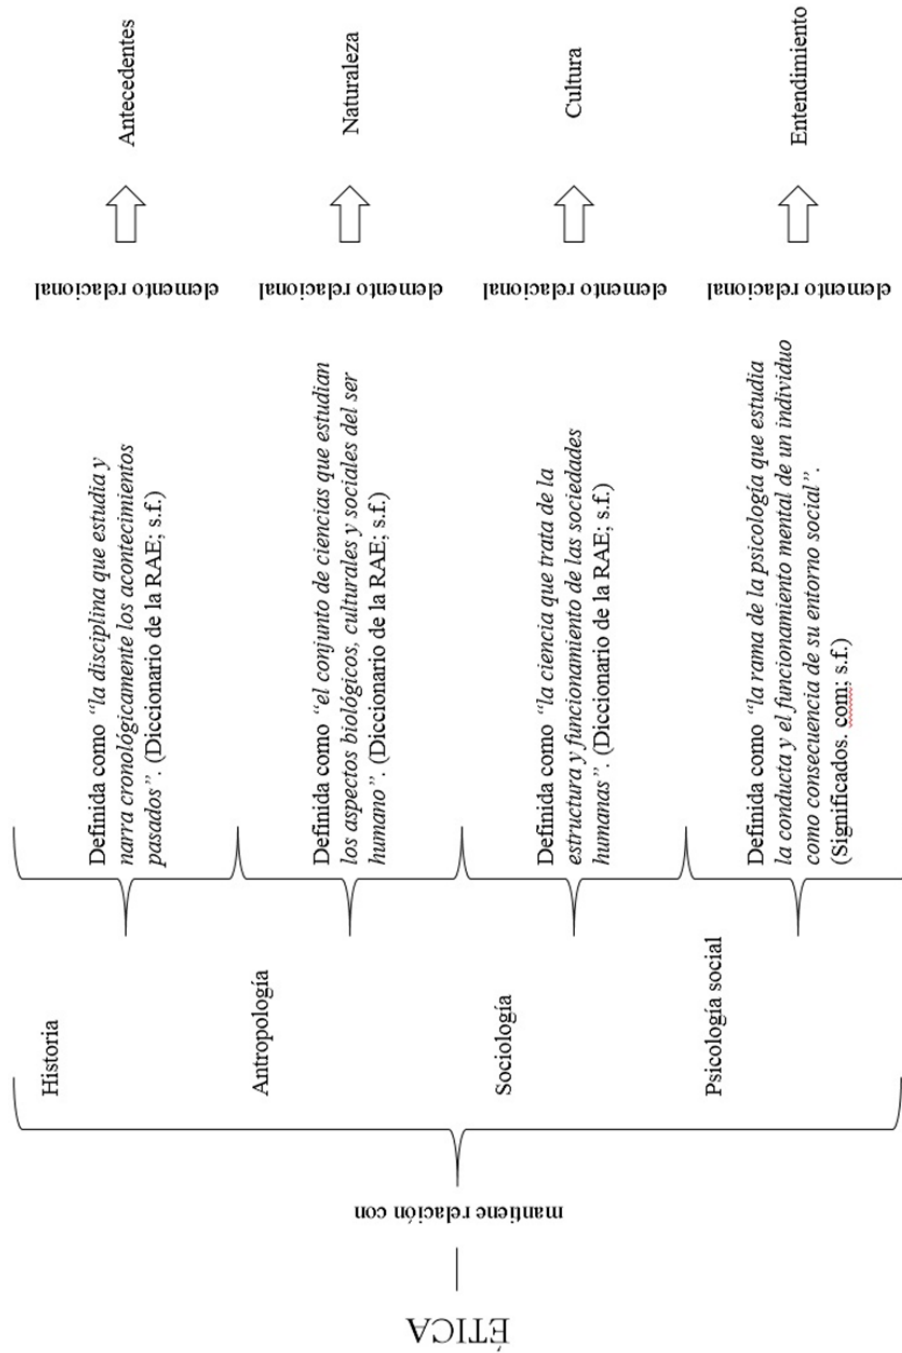 ÉTICA
mantiene relación con
Historia
Definida como “la disciplina que estudia y
narra cronológicamente los acontecimientos
pasados”. (Diccionario de la RAE; s.f.)
elemento relacional
Antecedentes
Antropología
Definida como “el conjunto de ciencias que estudian
los aspectos biológicos, culturales y sociales del ser
humano”. (Diccionario de la RAE; s.f.)
elemento relacional
Naturaleza
Sociología
Definida como “la ciencia que trata de la
estructura y funcionamiento de las sociedades
humanas”. (Diccionario de la RAE; s.f.)
elemento relacional
Cultura
Psicología social
Definida como “la rama de la psicología que estudia
la conducta y el funcionamiento mental de un individuo
como consecuencia de su entorno social”.
(Significados. com; s.f.)
elemento relacional
Entendimiento